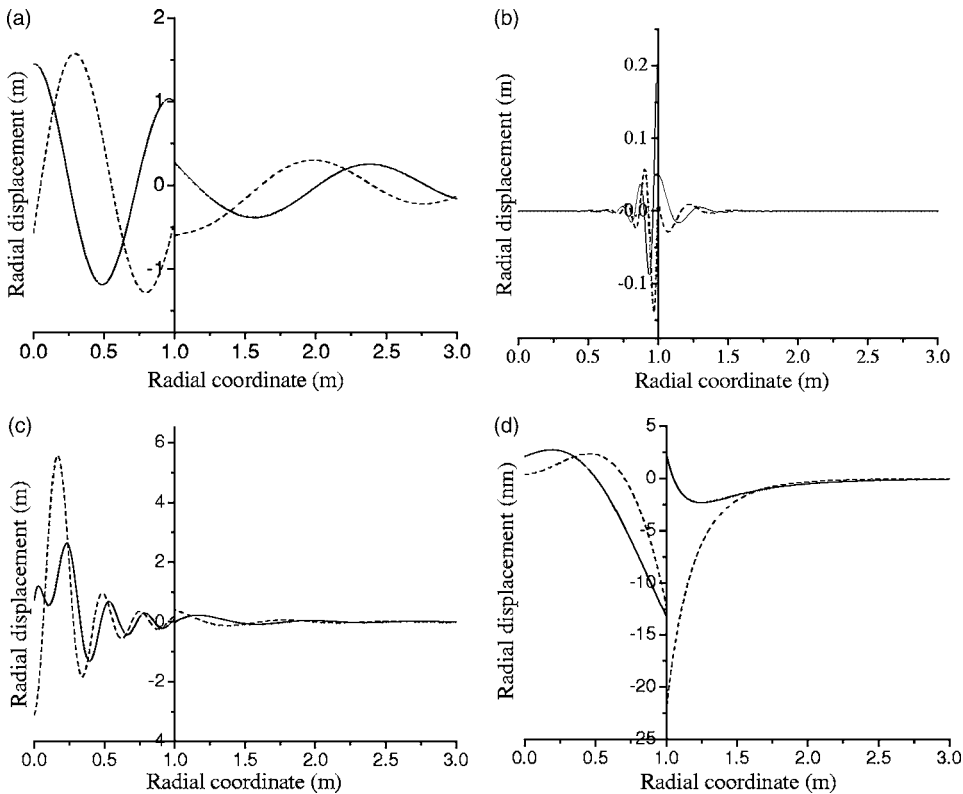 (a)
2
1
0
-1
Radial displacement (m)
0.0 0.5 1.0 1.5 2.0 2.5 3.0
Radial coordinate (m)
(b)
0.2
0.1
0.0
-0.1
Radial displacement (m)
0.0 0.5 1.0 1.5 2.0 2.5 3.0
Radial coordinate (m)
(c)
6
4
2
0
-2
4
Radial displacement (m)
0.0 0.5 1.0 1.5 2.0 2.5 3.0
Radial coordinate (m)
(d)
5
0
-5
-10
-15
-20
25
Radial displacement (nm)
0.0 0.5 1.0 1.5 2.0 2.5 3.0
Radial coordinate (m)